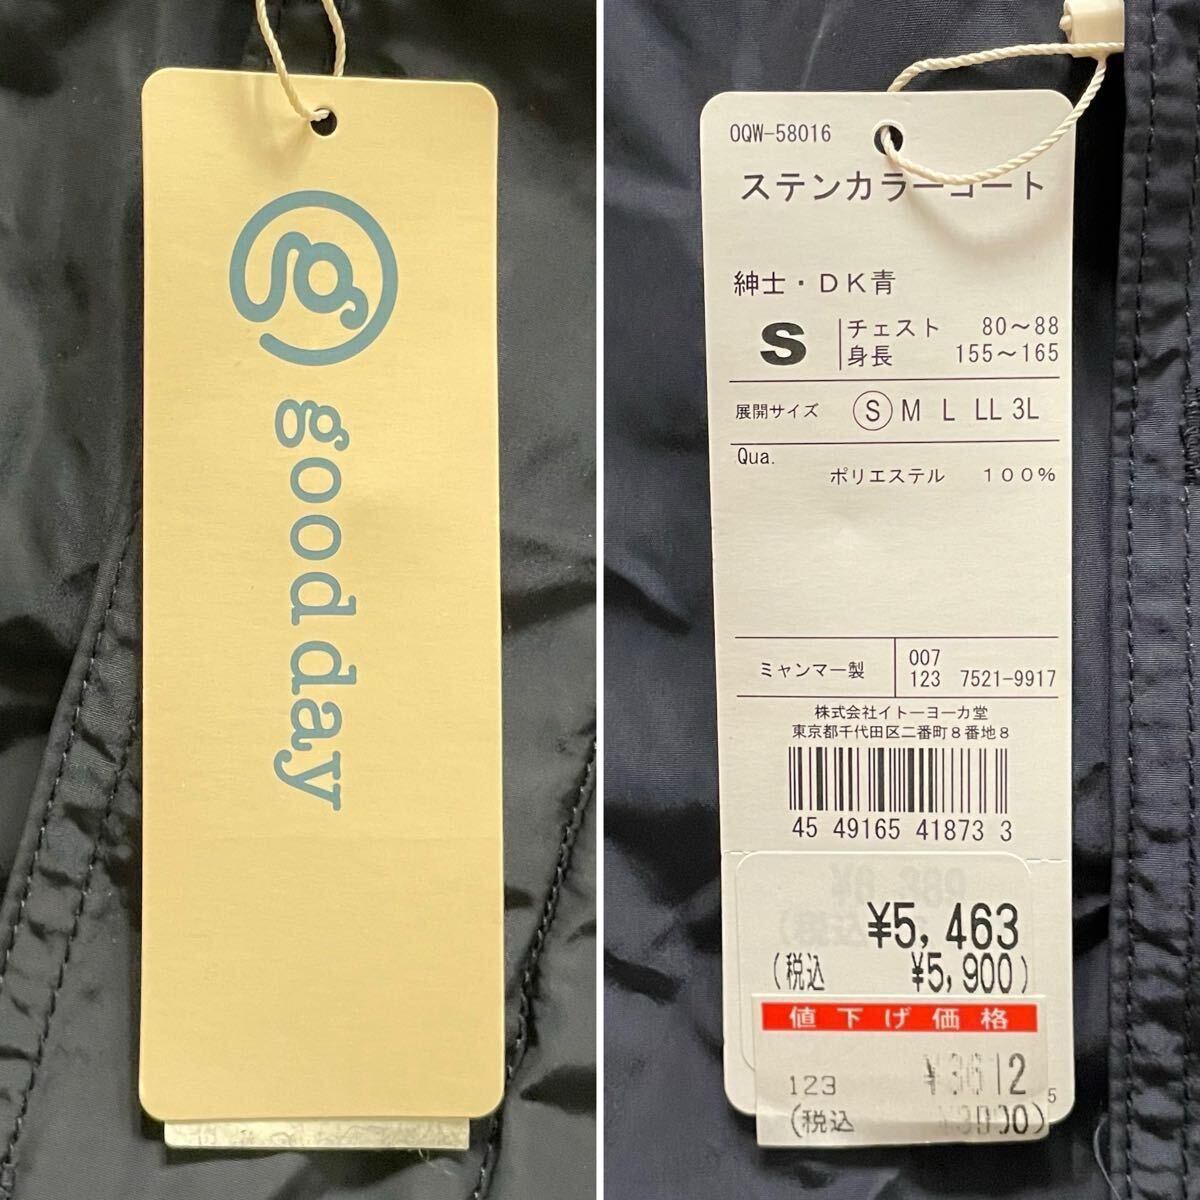 g
good day
OQW-58016
ステンカラーコート
紳士・DK青
S
チェスト 80～88
身長 155～165
展開サイズ Ⓢ M L LL 3L
Qua.
ポリエステル 100%
ミャンマー製
007
123 7521-9917
株式会社イトーヨーカ堂
東京都千代田区二番町8番地8
45 49165 41873 3
¥5,463
(税込 ¥5,900)
値下げ価格
¥3612
123
(税込
5